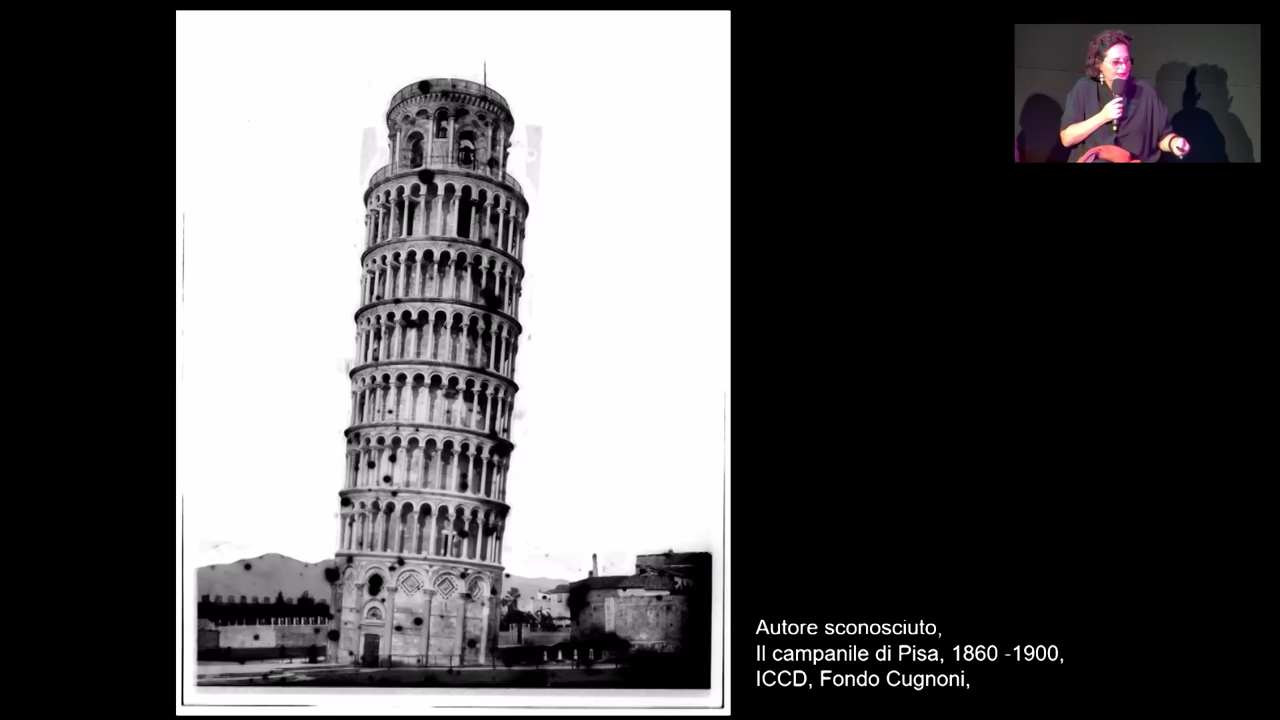 Autore sconosciuto,
Il campanile di Pisa, 1860 -1900,
ICCD, Fondo Cugnoni,